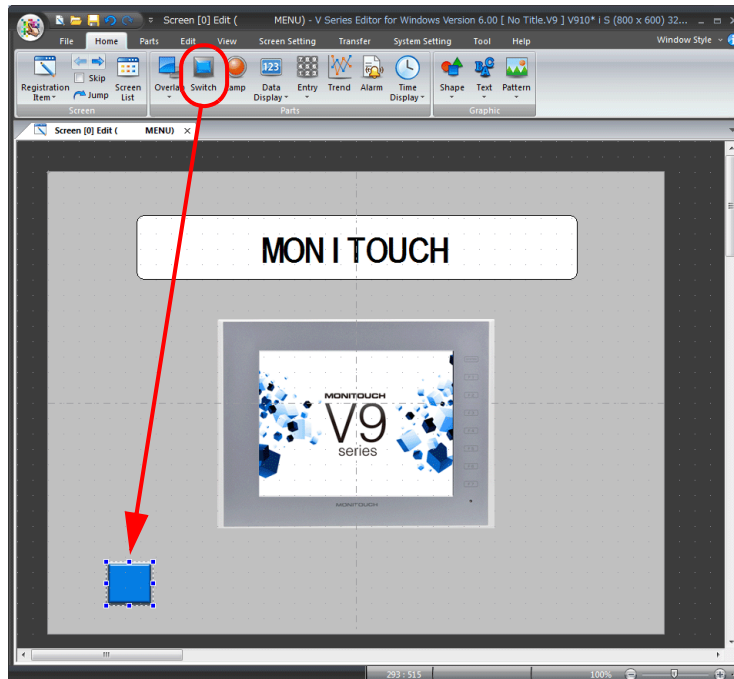 Screen [0] Edit ( MENU) - V Series Editor for Windows Version 6.00 [ No Title.V9 ] V910* i S (800 x 600) 32...
File Home Parts Edit View Screen Setting Transfer System Setting Tool Help Window Style
Skip
Jump
Registration Item
Screen List
Overlap
Switch
Lamp
Data Display
Entry
Trend
Alarm
Time Display
Shape
Text
Pattern
Screen Parts Graphic
Screen [0] Edit ( MENU)
MONITOUCH
MONITOUCH
V9
series
MONITOUCH
293 : 515 100%